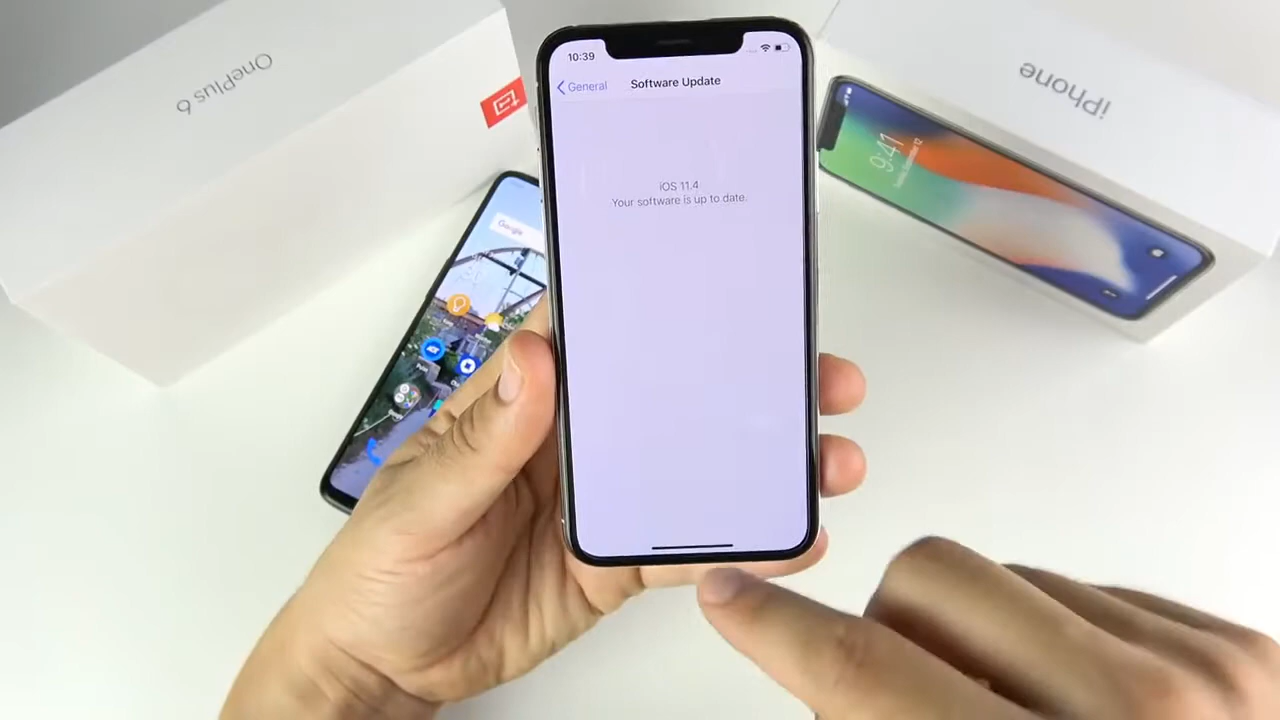 OnePlus 6
iPhone
10:39
General
Software Update
9:41
iOS 11.4
Your software is up to date.
Google